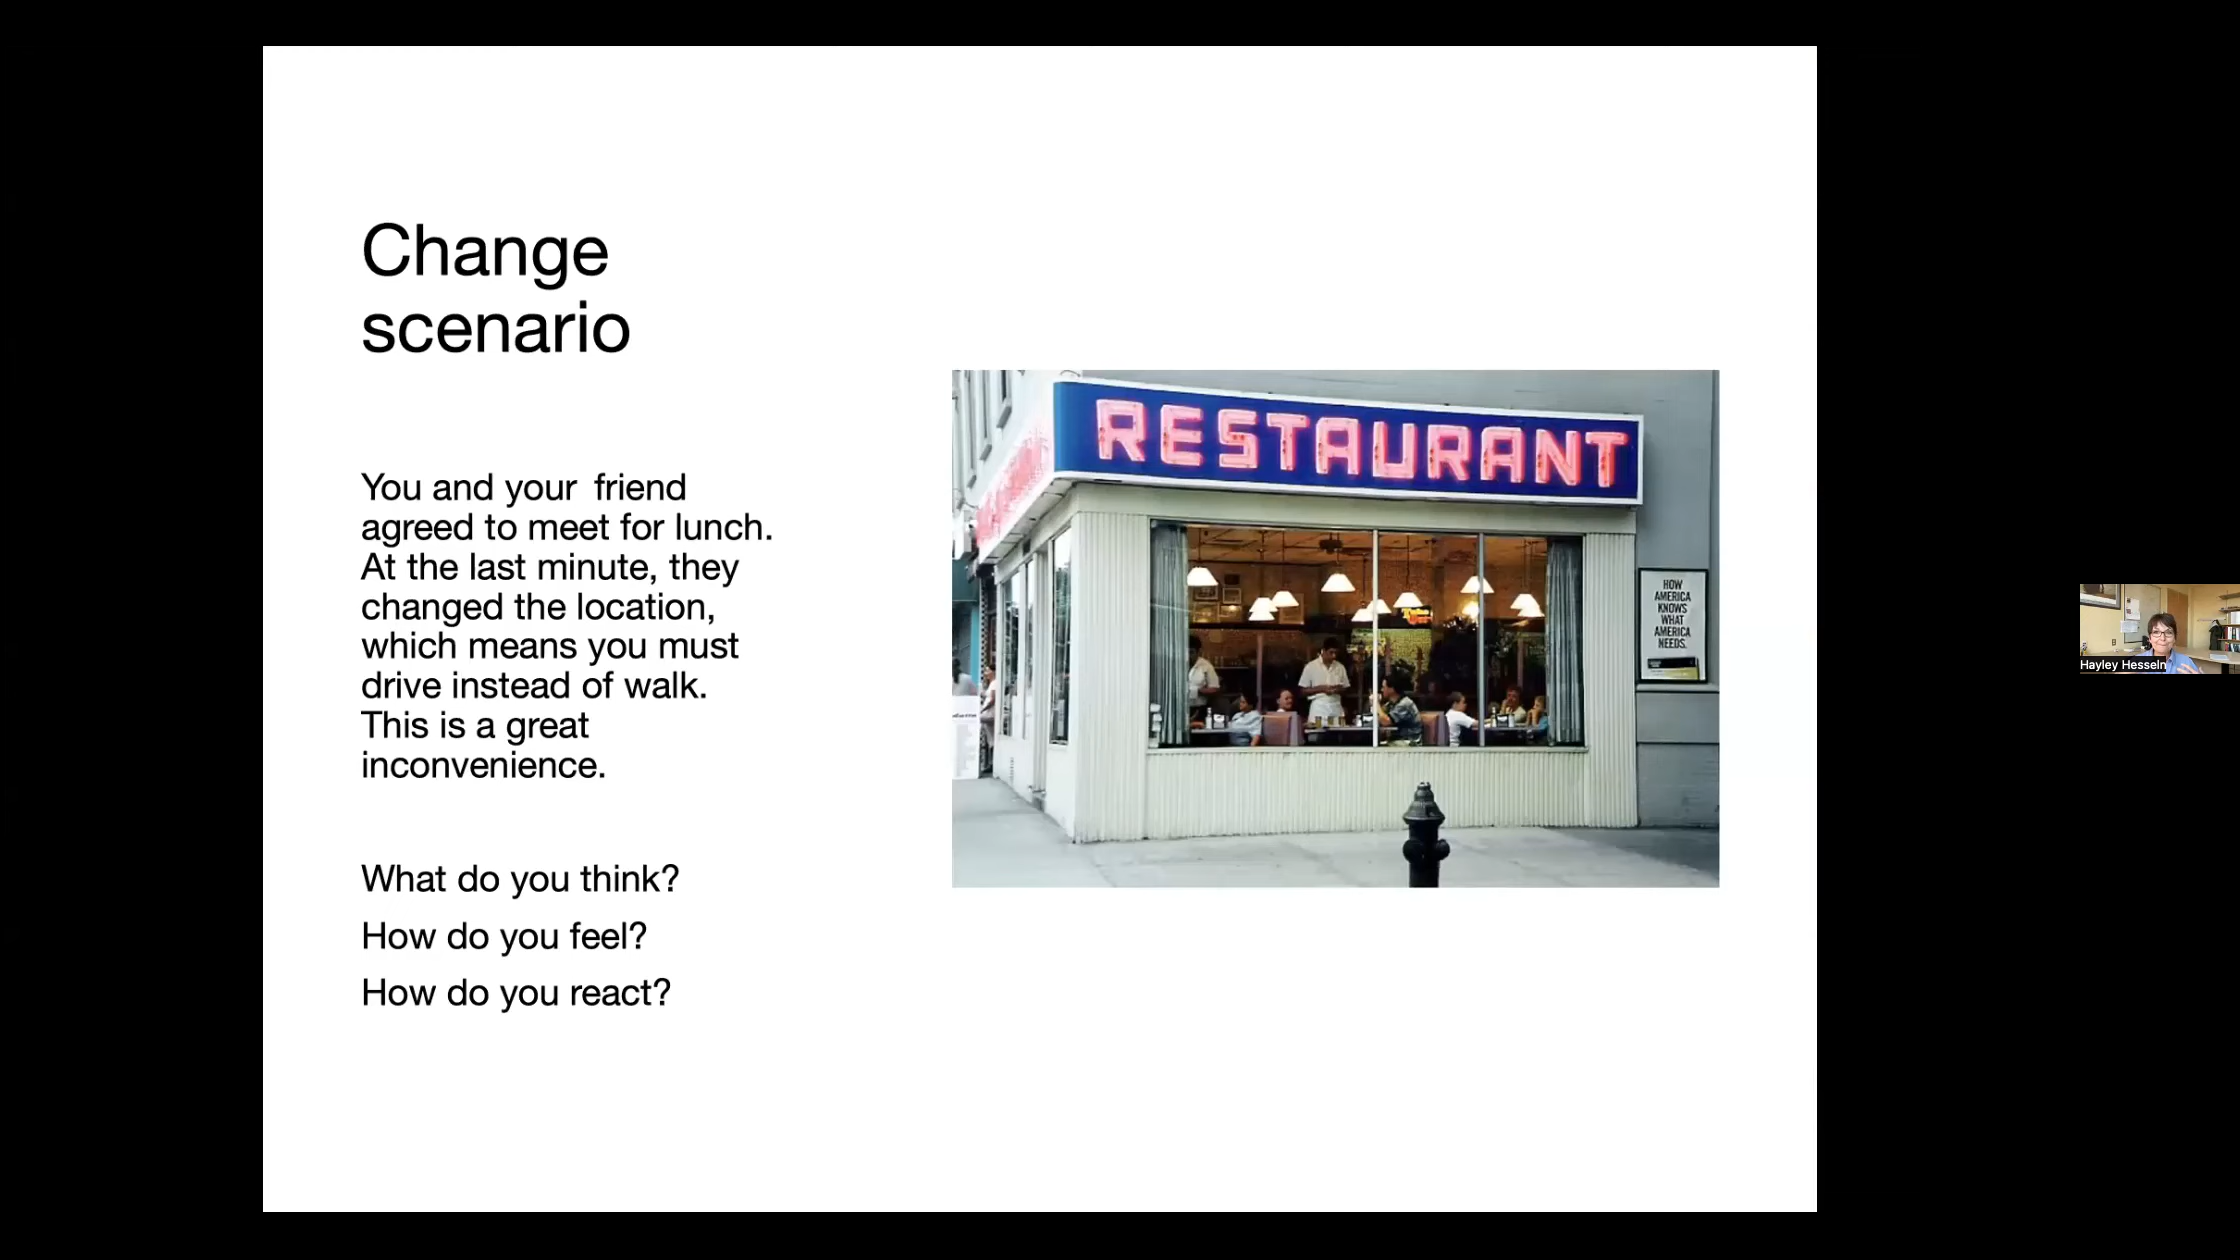 Change
scenario
You and your friend
agreed to meet for lunch.
At the last minute, they
changed the location,
which means you must
drive instead of walk.
This is a great
inconvenience.
What do you think?
How do you feel?
How do you react?
RESTAURANT
HOW
AMERICA
KNOWS
WHAT
AMERICA
NEEDS.
Hayley Hesseln